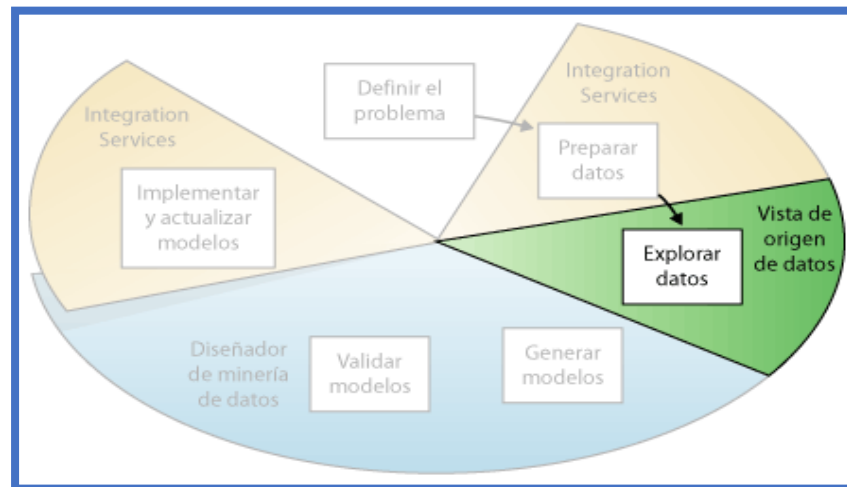 Definir el
problema
Integration
Services
Preparar
datos
Vista de
origen
de datos
Explorar
datos
Generar
modelos
Validar
modelos
Diseñador
de minería
de datos
Integration
Services
Implementar
y actualizar
modelos